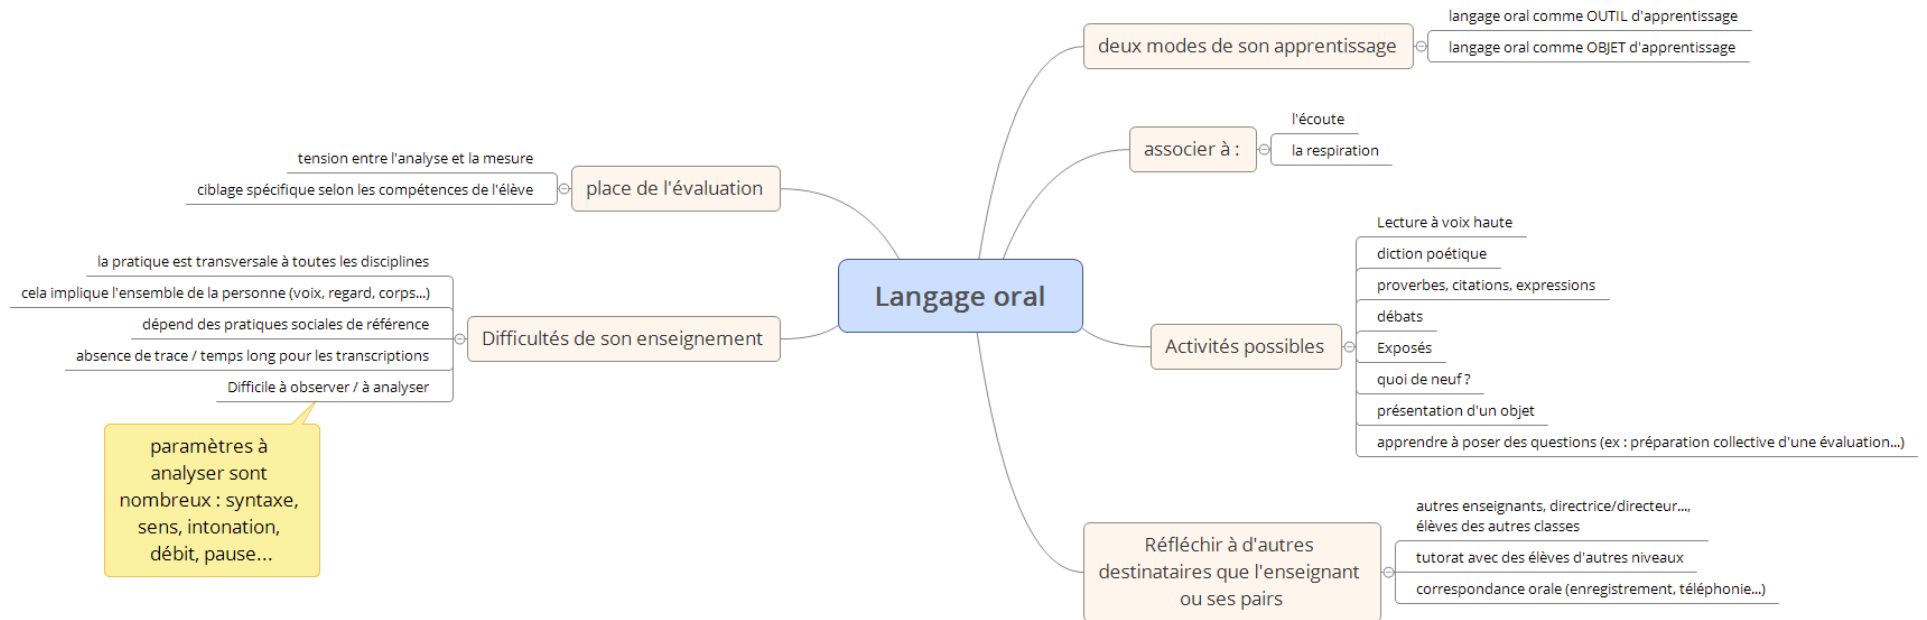 Langage oral
deux modes de son apprentissage
langage oral comme OUTIL d'apprentissage
langage oral comme OBJET d'apprentissage
associer à :
l'écoute
la respiration
Activités possibles
Lecture à voix haute
diction poétique
proverbes, citations, expressions
débats
Exposés
quoi de neuf ?
présentation d'un objet
apprendre à poser des questions (ex : préparation collective d'une évaluation...)
Réfléchir à d'autres
destinataires que l'enseignant
ou ses pairs
autres enseignants, directrice/directeur...,
élèves des autres classes
tutorat avec des élèves d'autres niveaux
correspondance orale (enregistrement, téléphonie...)
place de l'évaluation
tension entre l'analyse et la mesure
ciblage spécifique selon les compétences de l'élève
Difficultés de son enseignement
la pratique est transversale à toutes les disciplines
cela implique l'ensemble de la personne (voix, regard, corps...)
dépend des pratiques sociales de référence
absence de trace / temps long pour les transcriptions
Difficile à observer / à analyser
paramètres à
analyser sont
nombreux : syntaxe,
sens, intonation,
débit, pause...